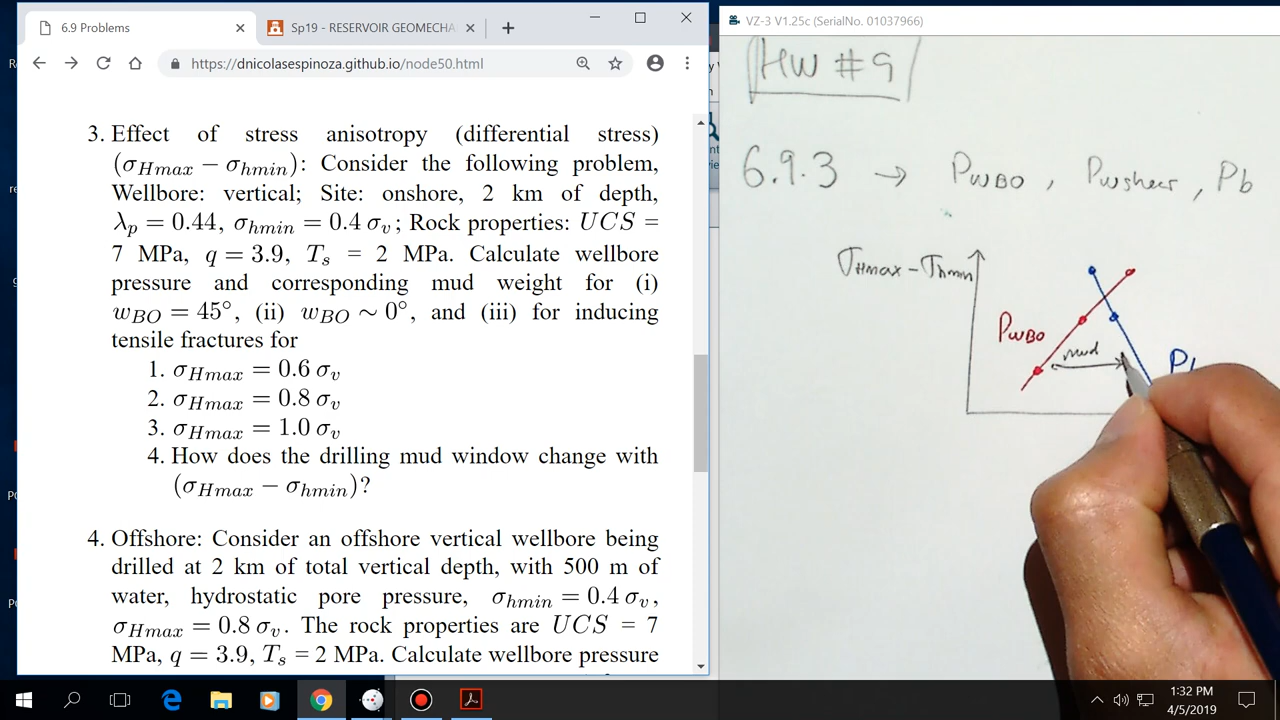 6.9 Problems
Sp19 - RESERVOIR GEOMECHA
https://dnicolasespinoza.github.io/node50.html
3. Effect of stress anisotropy (differential stress)
(σHmax − σhmin): Consider the following problem,
Wellbore: vertical; Site: onshore, 2 km of depth,
λp = 0.44, σhmin = 0.4 σv; Rock properties: UCS =
7 MPa, q = 3.9, Ts = 2 MPa. Calculate wellbore
pressure and corresponding mud weight for (i)
wBO = 45°, (ii) wBO ∼ 0°, and (iii) for inducing
tensile fractures for
1. σHmax = 0.6 σv
2. σHmax = 0.8 σv
3. σHmax = 1.0 σv
4. How does the drilling mud window change with
(σHmax − σhmin)?
4. Offshore: Consider an offshore vertical wellbore being
drilled at 2 km of total vertical depth, with 500 m of
water, hydrostatic pore pressure, σhmin = 0.4 σv,
σHmax = 0.8 σv. The rock properties are UCS = 7
MPa, q = 3.9, Ts = 2 MPa. Calculate wellbore pressure
VZ-3 V1.25c (SerialNo. 01037966)
HW #9
6.9.3 → PWBO, Pwshear, Pb
σHmax − σhmin
PWBO
mud
1:32 PM
4/5/2019